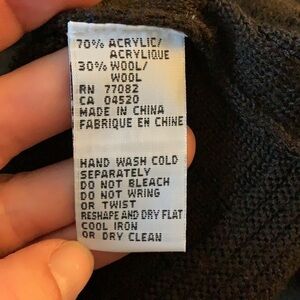 70% ACRYLIC/
ACRYLIQUE
30% WOOL/
WOOL
RN 77082
CA 04520
MADE IN CHINA
FABRIQUE EN CHINE
HAND WASH COLD
SEPARATELY
DO NOT BLEACH
DO NOT WRING
OR TWIST
RESHAPE AND DRY FLAT
COOL IRON
OR DRY CLEAN